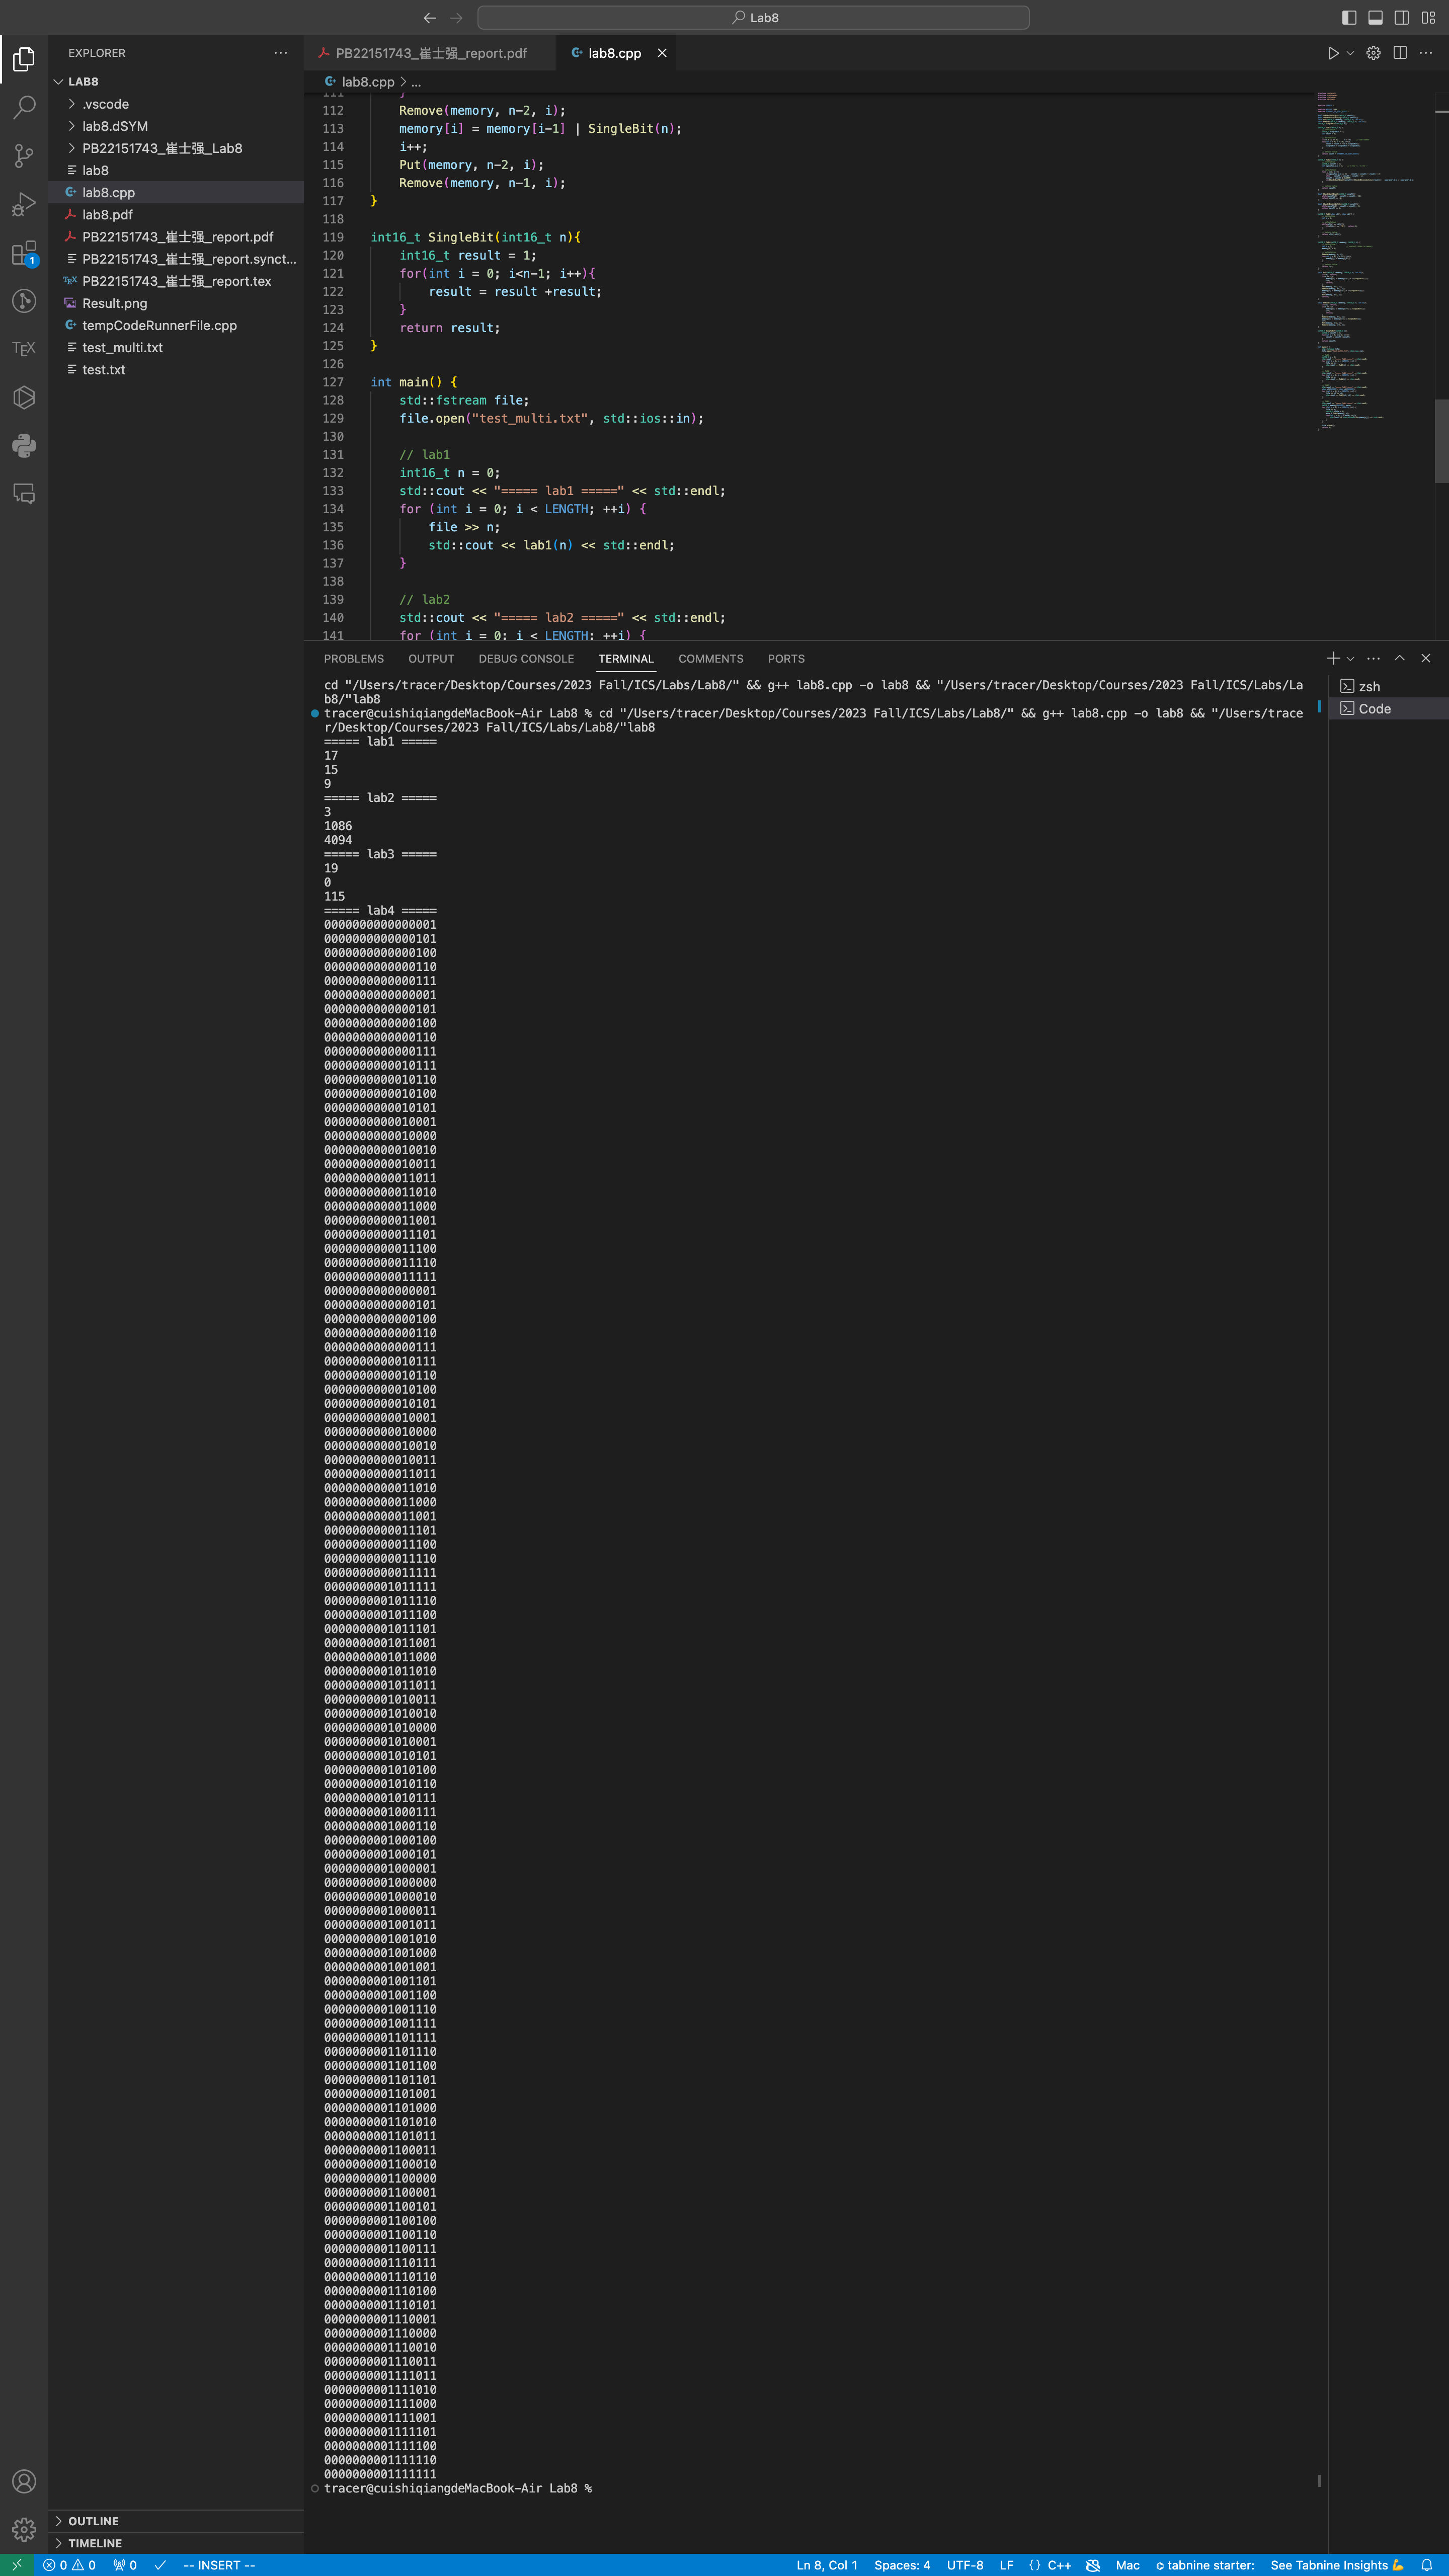 Lab8
EXPLORER
LAB8
.vscode
lab8.dSYM
PB22151743_崔士强_Lab8
lab8
lab8.cpp
lab8.pdf
PB22151743_崔士强_report.pdf
PB22151743_崔士强_report.synct...
PB22151743_崔士强_report.tex
Result.png
tempCodeRunnerFile.cpp
test_multi.txt
test.txt
1
TEX
PB22151743_崔士强_report.pdf
lab8.cpp
lab8.cpp > ...
111 }
112 Remove(memory, n-2, i);
113 memory[i] = memory[i-1] | SingleBit(n);
114 i++;
115 Put(memory, n-2, i);
116 Remove(memory, n-1, i);
117 }
118
119 int16_t SingleBit(int16_t n){
120 int16_t result = 1;
121 for(int i = 0; i<n-1; i++){
122 result = result +result;
123 }
124 return result;
125 }
126
127 int main() {
128 std::fstream file;
129 file.open("test_multi.txt", std::ios::in);
130
131 // lab1
132 int16_t n = 0;
133 std::cout << "===== lab1 =====" << std::endl;
134 for (int i = 0; i < LENGTH; ++i) {
135 file >> n;
136 std::cout << lab1(n) << std::endl;
137 }
138
139 // lab2
140 std::cout << "===== lab2 =====" << std::endl;
141 for (int i = 0; i < LENGTH; ++i) {
PROBLEMS OUTPUT DEBUG CONSOLE TERMINAL COMMENTS PORTS
zsh
Code
cd "/Users/tracer/Desktop/Courses/2023 Fall/ICS/Labs/Lab8/" && g++ lab8.cpp -o lab8 && "/Users/tracer/Desktop/Courses/2023 Fall/ICS/Labs/La
b8/"lab8
tracer@cuishiqiangdeMacBook-Air Lab8 % cd "/Users/tracer/Desktop/Courses/2023 Fall/ICS/Labs/Lab8/" && g++ lab8.cpp -o lab8 && "/Users/trace
r/Desktop/Courses/2023 Fall/ICS/Labs/Lab8/"lab8
===== lab1 =====
17
15
9
===== lab2 =====
3
1086
4094
===== lab3 =====
19
0
115
===== lab4 =====
0000000000000001
0000000000000101
0000000000000100
0000000000000110
0000000000000111
0000000000000001
0000000000000101
0000000000000100
0000000000000110
0000000000000111
0000000000010111
0000000000010110
0000000000010100
0000000000010101
0000000000010001
0000000000010000
0000000000010010
0000000000010011
0000000000011011
0000000000011010
0000000000011000
0000000000011001
0000000000011101
0000000000011100
0000000000011110
0000000000011111
0000000000000001
0000000000000101
0000000000000100
0000000000000110
0000000000000111
0000000000010111
0000000000010110
0000000000010100
0000000000010101
0000000000010001
0000000000010000
0000000000010010
0000000000010011
0000000000011011
0000000000011010
0000000000011000
0000000000011001
0000000000011101
0000000000011100
0000000000011110
0000000000011111
0000000001011111
0000000001011110
0000000001011100
0000000001011101
0000000001011001
0000000001011000
0000000001011010
0000000001011011
0000000001010011
0000000001010010
0000000001010000
0000000001010001
0000000001010101
0000000001010100
0000000001010110
0000000001010111
0000000001000111
0000000001000110
0000000001000100
0000000001000101
0000000001000001
0000000001000000
0000000001000010
0000000001000011
0000000001001011
0000000001001010
0000000001001000
0000000001001001
0000000001001101
0000000001001100
0000000001001110
0000000001001111
0000000001101111
0000000001101110
0000000001101100
0000000001101101
0000000001101001
0000000001101000
0000000001101010
0000000001101011
0000000001100011
0000000001100010
0000000001100000
0000000001100001
0000000001100101
0000000001100100
0000000001100110
0000000001100111
0000000001110111
0000000001110110
0000000001110100
0000000001110101
0000000001110001
0000000001110000
0000000001110010
0000000001110011
0000000001111011
0000000001111010
0000000001111000
0000000001111001
0000000001111101
0000000001111100
0000000001111110
0000000001111111
tracer@cuishiqiangdeMacBook-Air Lab8 %
OUTLINE
TIMELINE
0 0 0 -- INSERT -- Ln 8, Col 1 Spaces: 4 UTF-8 LF {} C++ Mac tabnine starter: See Tabnine Insights